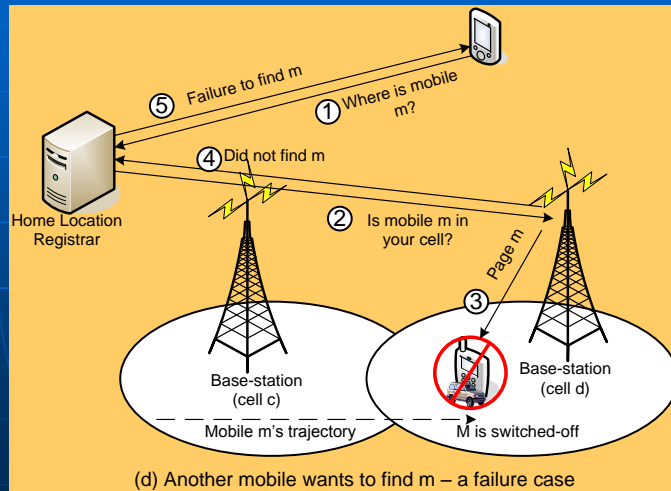 ⑤ Failure to find m
① Where is mobile
m?
④ Did not find m
Home Location
Registrar
② Is mobile m in
your cell?
Page m
③
Base-station
(cell c)
Base-station
(cell d)
Mobile m's trajectory
M is switched-off
(d) Another mobile wants to find m – a failure case